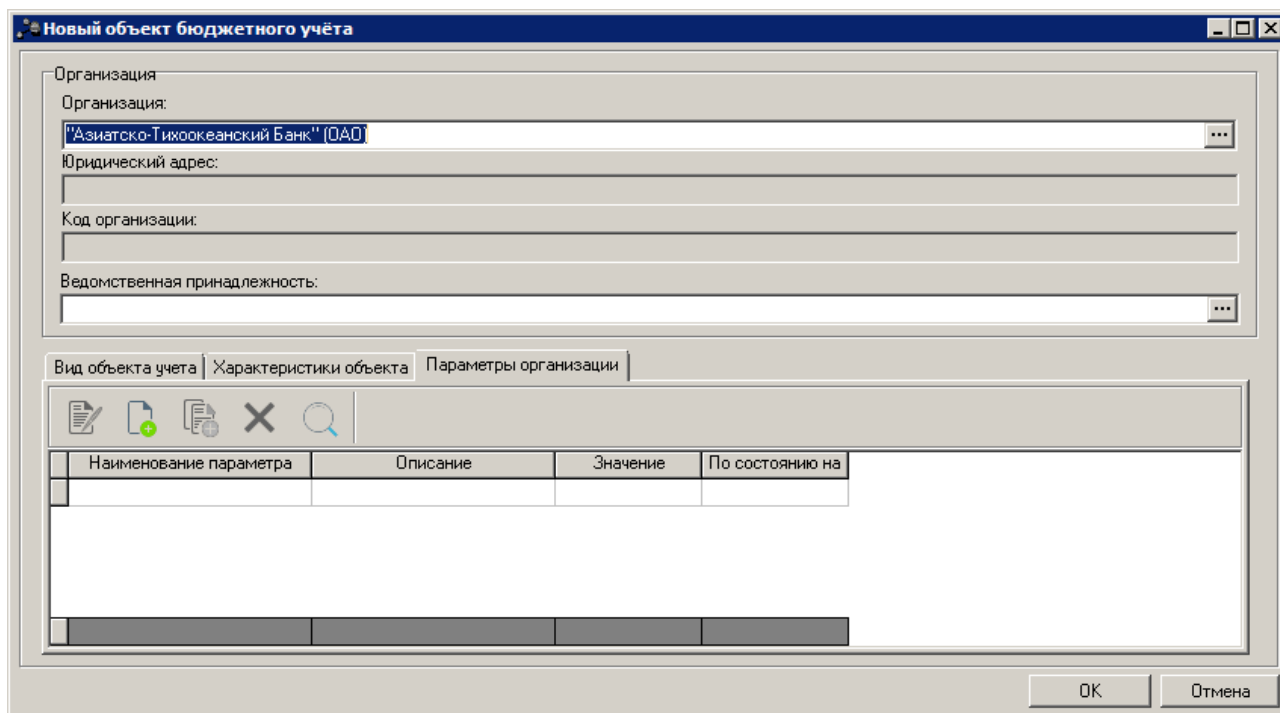 Новый объект бюджетного учёта
Организация
Организация:
"Азиатско-Тихоокеанский Банк" (ОАО)
Юридический адрес:
Код организации:
Ведомственная принадлежность:
Вид объекта учета Характеристики объекта Параметры организации
Наименование параметра Описание Значение По состоянию на
OK Отмена